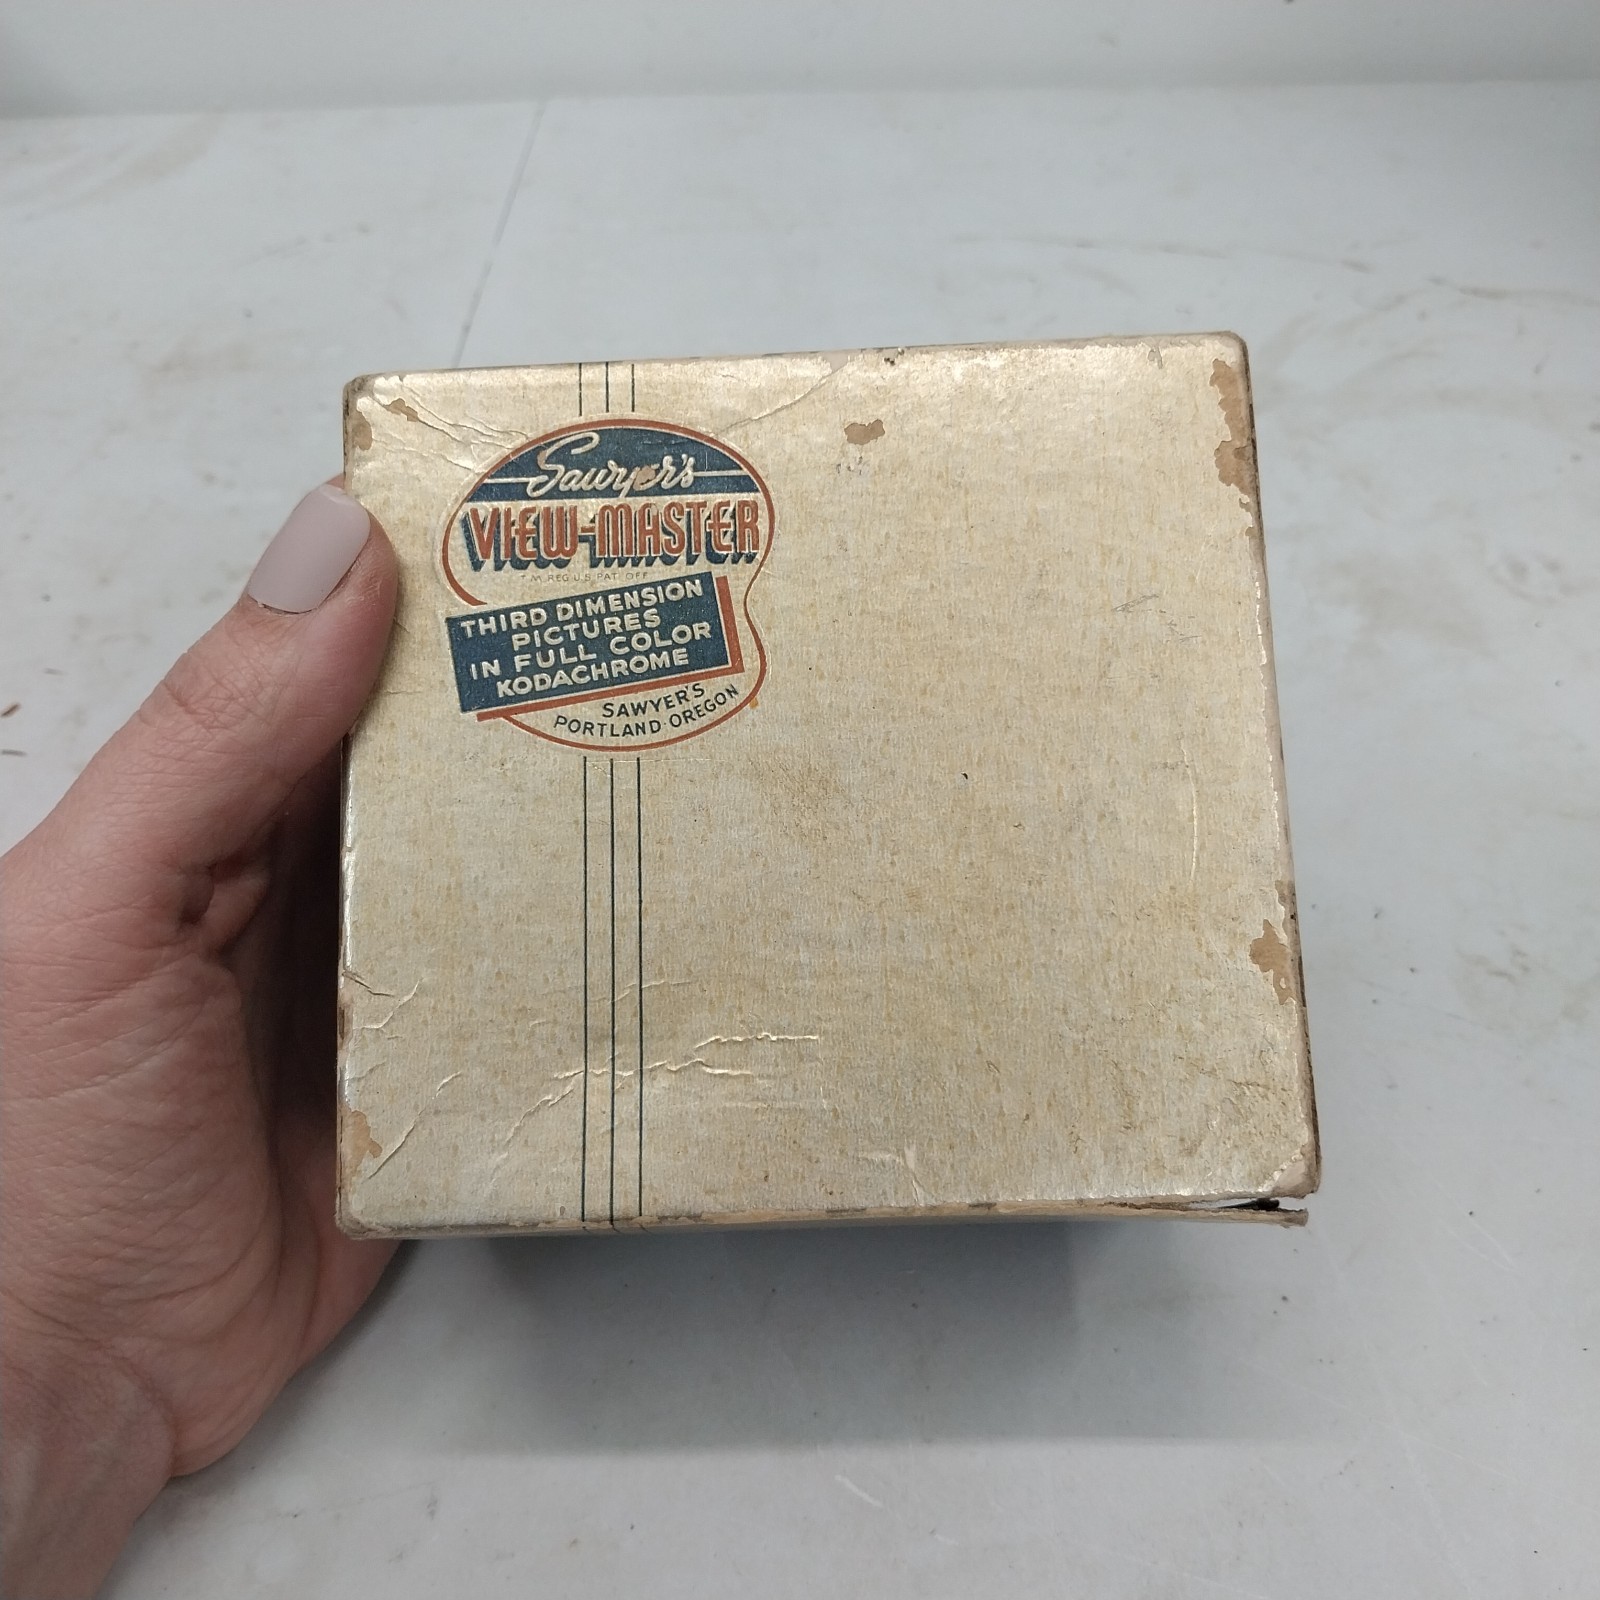 Sawyer's
VIEW-MASTER
T.M. REG. U.S. PAT. OFF.
THIRD DIMENSION
PICTURES
IN FULL COLOR
KODACHROME
SAWYER'S
PORTLAND·OREGON